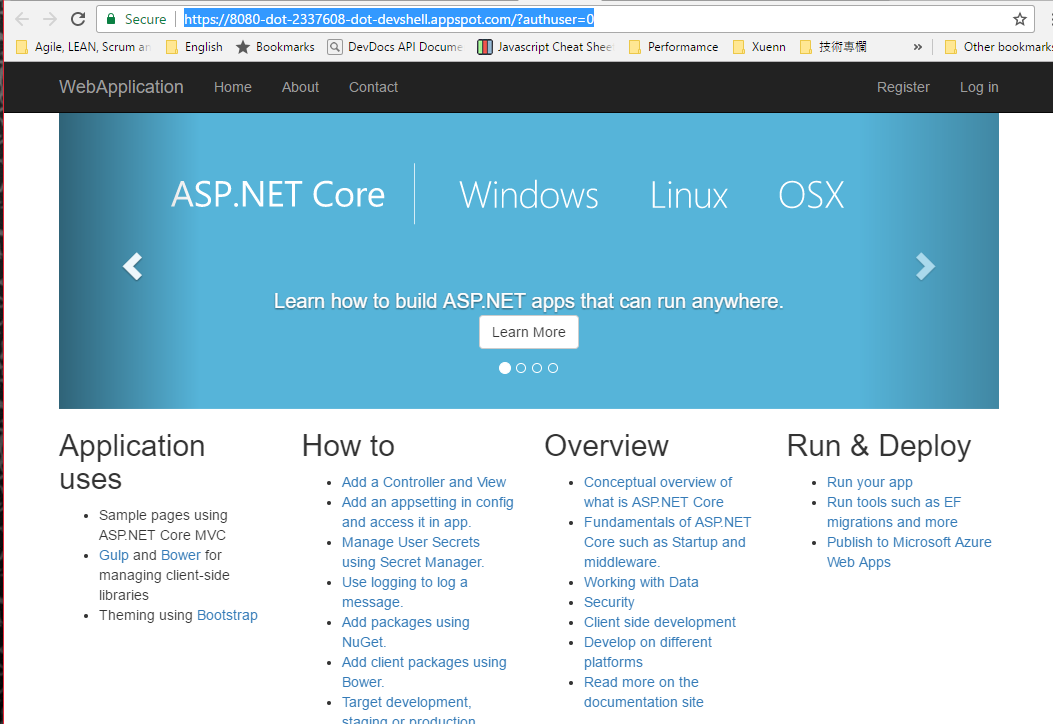 Secure https://8080-dot-2337608-dot-devshell.appspot.com/?authuser=0
Agile, LEAN, Scrum an English Bookmarks DevDocs API Docume Javascript Cheat Shee Performamce Xuenn 技術專欄 » Other bookmarks
WebApplication Home About Contact Register Log in
ASP.NET Core Windows Linux OSX
Learn how to build ASP.NET apps that can run anywhere.
Learn More
Application
uses
Sample pages using
ASP.NET Core MVC
Gulp and Bower for
managing client-side
libraries
Theming using Bootstrap
How to
Add a Controller and View
Add an appsetting in config
and access it in app.
Manage User Secrets
using Secret Manager.
Use logging to log a
message.
Add packages using
NuGet.
Add client packages using
Bower.
Target development,
staging or production
Overview
Conceptual overview of
what is ASP.NET Core
Fundamentals of ASP.NET
Core such as Startup and
middleware.
Working with Data
Security
Client side development
Develop on different
platforms
Read more on the
documentation site
Run & Deploy
Run your app
Run tools such as EF
migrations and more
Publish to Microsoft Azure
Web Apps